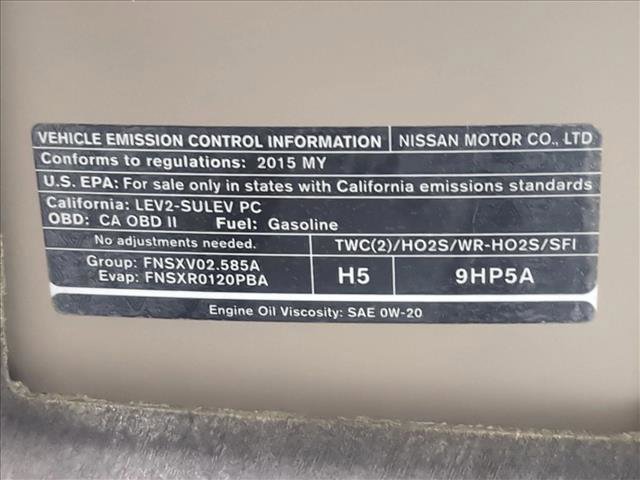 VEHICLE EMISSION CONTROL INFORMATION NISSAN MOTOR CO., LTD
Conforms to regulations: 2015 MY
U.S. EPA: For sale only in states with California emissions standards
California: LEV2-SULEV PC
OBD: CA OBD II Fuel: Gasoline
No adjustments needed. TWC(2)/HO2S/WR-HO2S/SFI
Group: FNSXV02.585A
Evap: FNSXR0120PBA
H5 9HP5A
Engine Oil Viscosity: SAE 0W-20